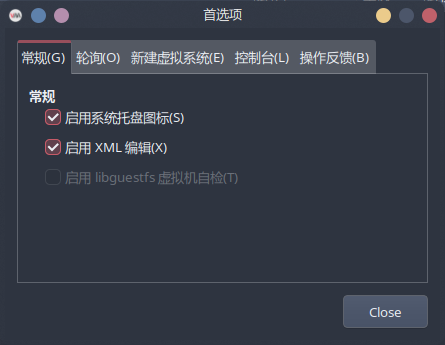 首选项
常规(G) 轮询(O) 新建虚拟系统(E) 控制台(L) 操作反馈(B)
常规
启用系统托盘图标(S)
启用 XML 编辑(X)
启用 libguestfs 虚拟机自检(T)
Close